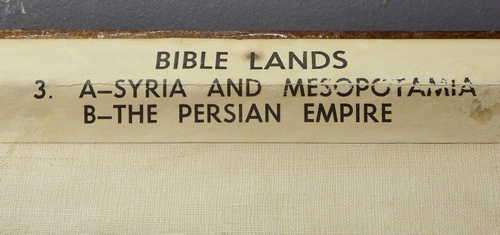 BIBLE LANDS
3. A—SYRIA AND MESOPOTAMIA
B—THE PERSIAN EMPIRE